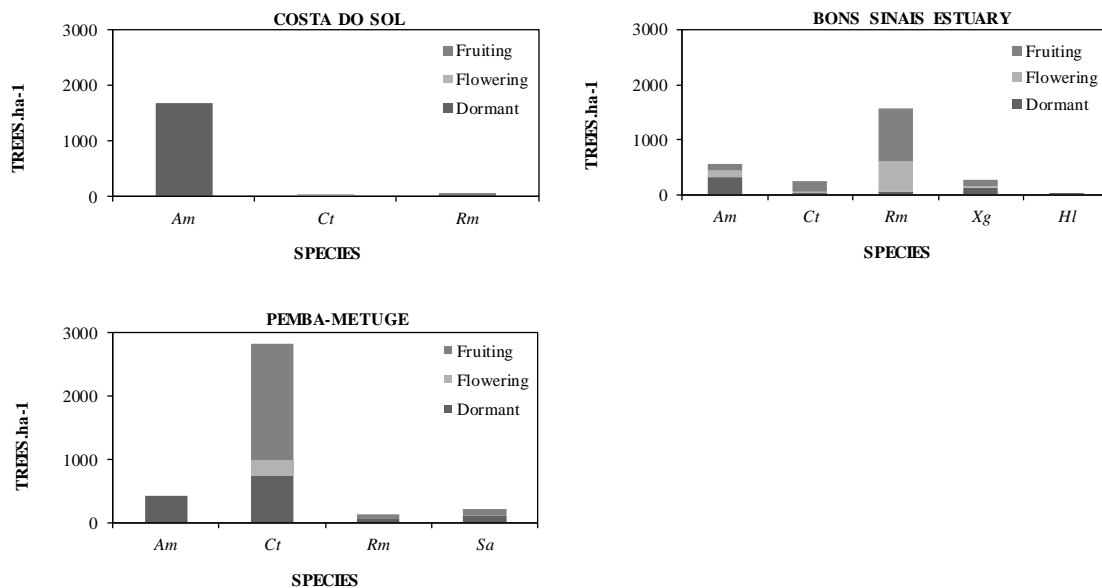 COSTA DO SOL
3000
2000
1000
0
TREES.ha-1
Fruiting
Flowering
Dormant
Am Ct Rm
SPECIES
BONS SINAIS ESTUARY
3000
2000
1000
0
TREES.ha-1
Fruiting
Flowering
Dormant
Am Ct Rm Xg Hl
SPECIES
PEMBA-METUGE
3000
2000
1000
0
TREES.ha-1
Fruiting
Flowering
Dormant
Am Ct Rm Sa
SPECIES